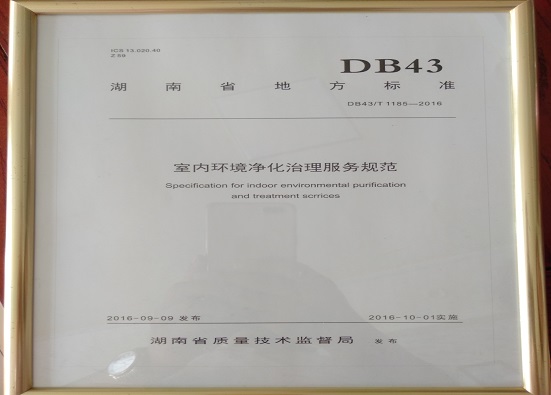 ICS 13.020.40
Z 59
DB43
湖南省地方标准
DB43/T 1185—2016
室内环境净化治理服务规范
Specification for indoor environmental purification
and treatment scrrices
2016-09-09 发布
2016-10-01实施
湖南省质量技术监督局 发布